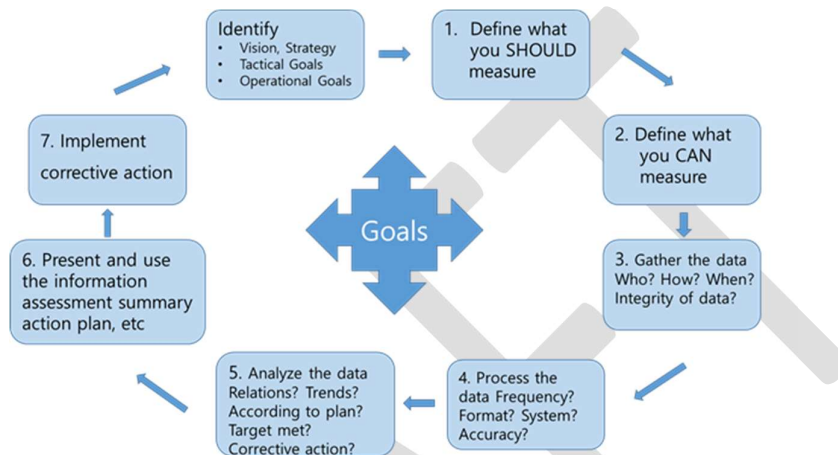 Identify
• Vision, Strategy
• Tactical Goals
• Operational Goals
1. Define what
you SHOULD
measure
2. Define what
you CAN
measure
3. Gather the data
Who? How? When?
Integrity of data?
4. Process the
data Frequency?
Format? System?
Accuracy?
5. Analyze the data
Relations? Trends?
According to plan?
Target met?
Corrective action?
6. Present and use
the information
assessment summary
action plan, etc
7. Implement
corrective action
Goals